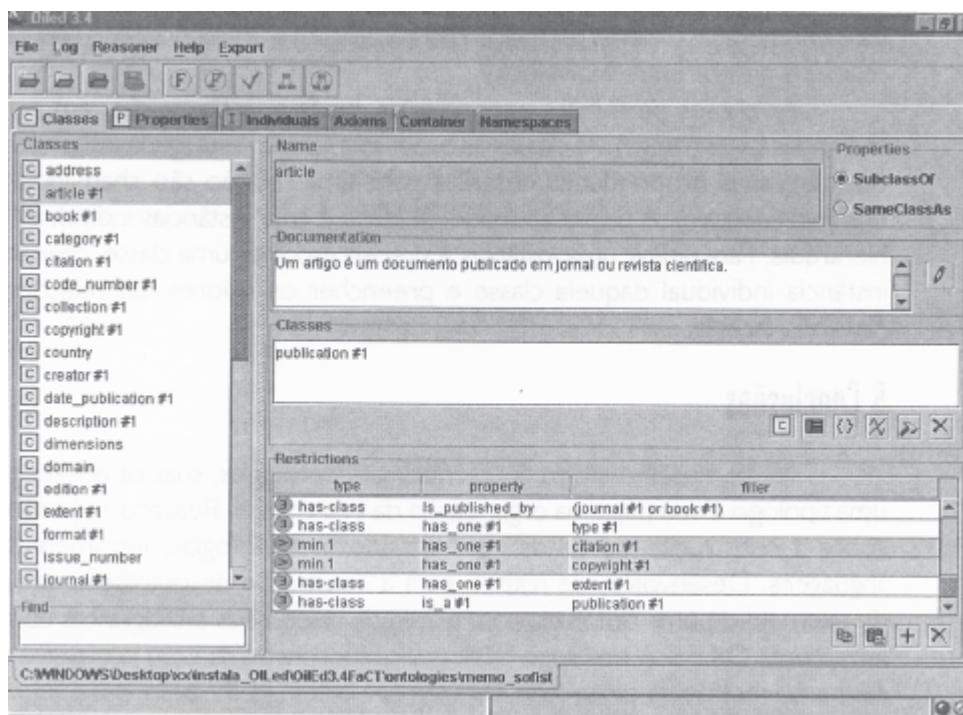 OilEd 3.4
File Log Reasoner Help Export
C Classes P Properties I Individuals Axioms Container Namespaces
Classes
C address
C article #1
C book #1
C category #1
C citation #1
C code_number #1
C collection #1
C copyright #1
C country
C creator #1
C date_publication #1
C description #1
C dimensions
C domain
C edition #1
C extent #1
C format #1
C issue_number
C journal #1
Find
Name
article
Properties
SubclassOf
SameClassAs
Documentation
Um artigo é um documento publicado em jornal ou revista científica.
Classes
publication #1
Restrictions
type property filler
has-class is_published_by (journal #1 or book #1)
has-class has_one #1 type #1
min 1 has_one #1 citation #1
min 1 has_one #1 copyright #1
has-class has_one #1 extent #1
has-class is_a #1 publication #1
C:\WINDOWS\Desktop\xx\instala_OILed\OilEd3.4FaCT\ontologies\memo_sofist